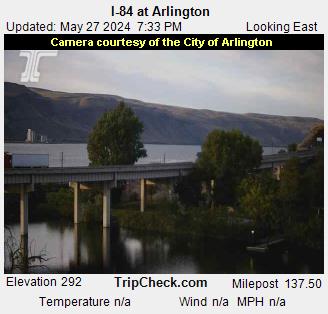 I-84 at Arlington
Updated: May 27 2024 7:33 PM Looking East
Camera courtesy of the City of Arlington
Elevation 292 TripCheck.com Milepost 137.50
Temperature n/a Wind n/a MPH n/a